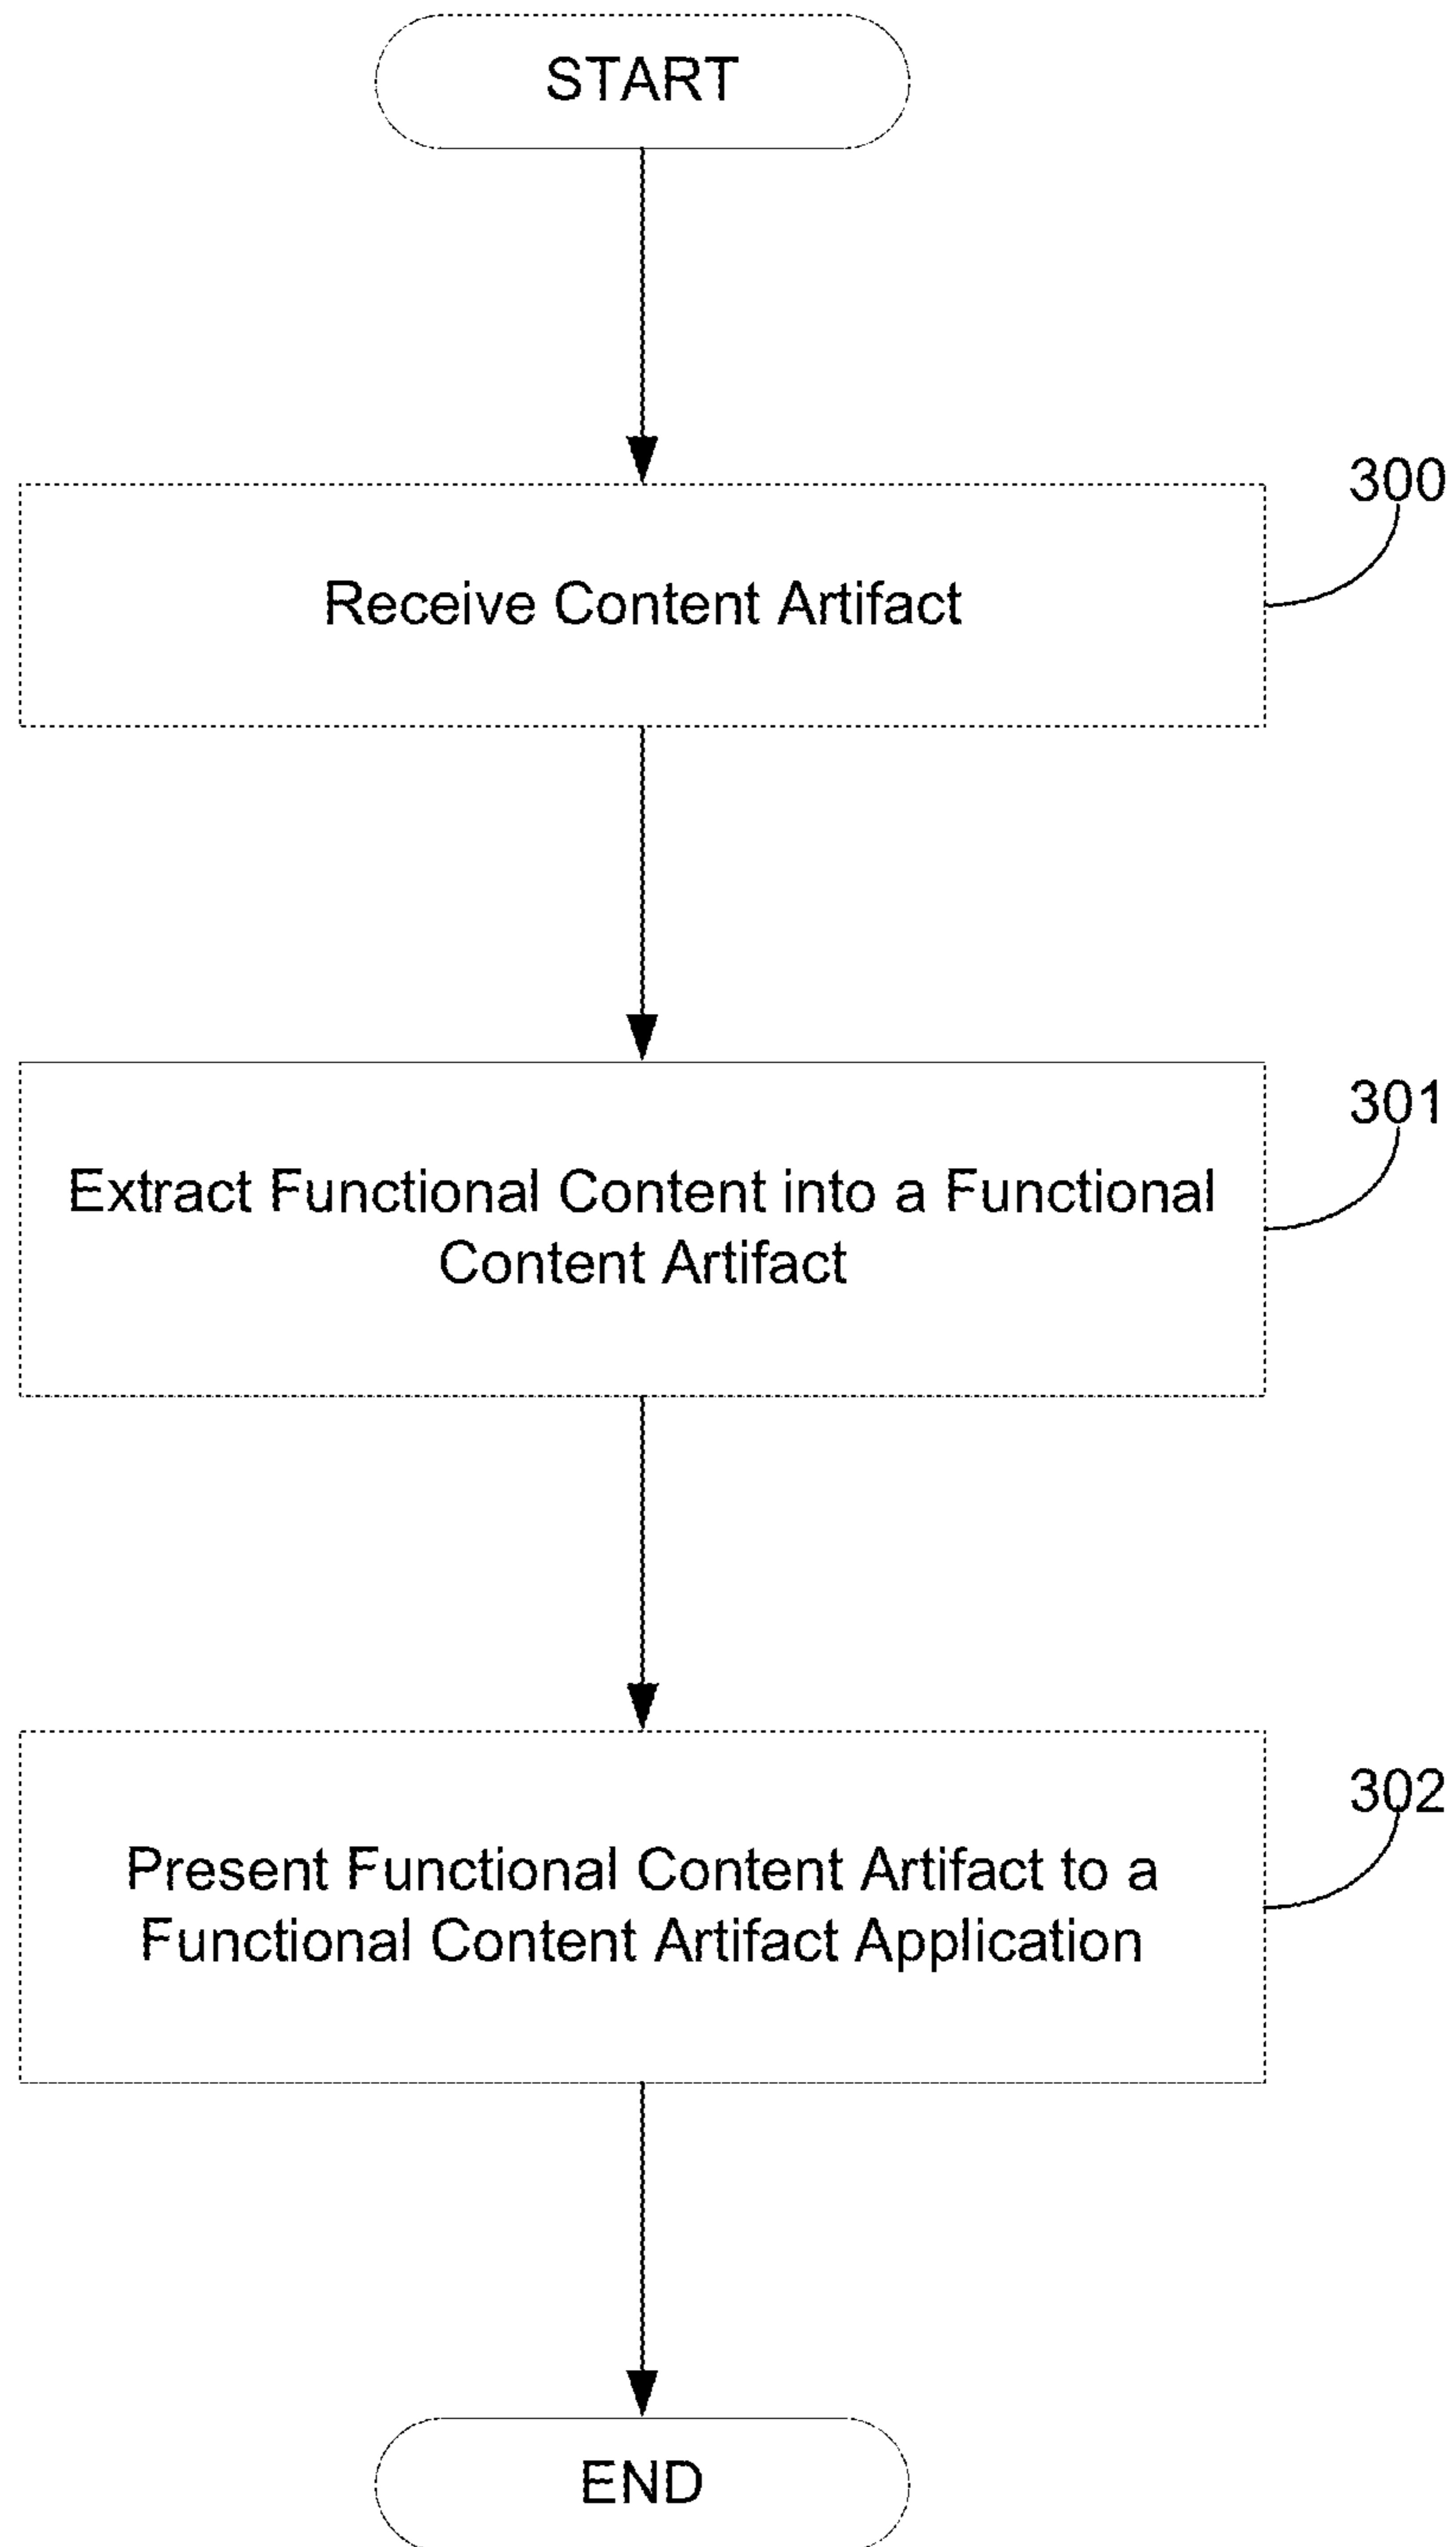 START
300
Receive Content Artifact
301
Extract Functional Content into a Functional
Content Artifact
302
Present Functional Content Artifact to a
Functional Content Artifact Application
END